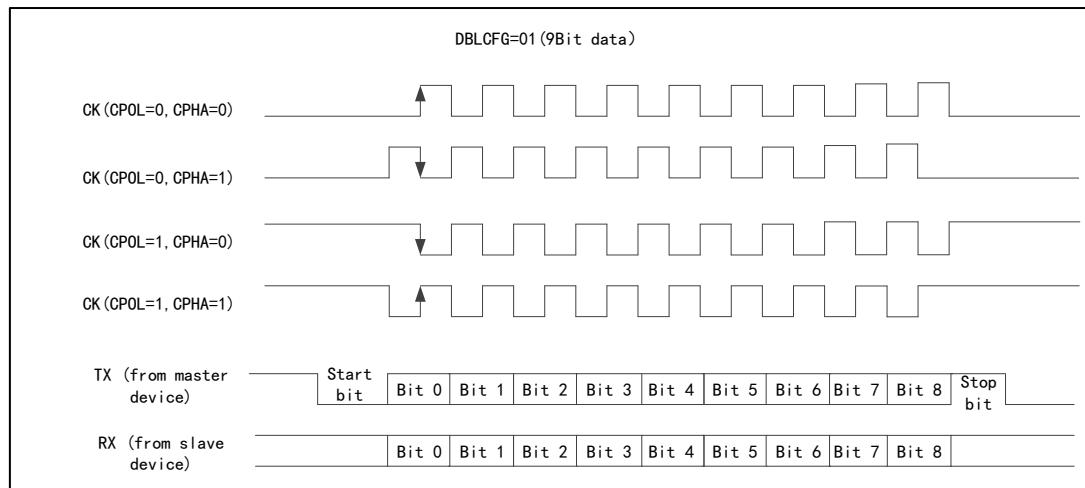 DBLCFG=01(9Bit data)
CK(CPOL=0, CPHA=0)
CK(CPOL=0, CPHA=1)
CK(CPOL=1, CPHA=0)
CK(CPOL=1, CPHA=1)
TX (from master
device)
Start
bit
Bit 0 Bit 1 Bit 2 Bit 3 Bit 4 Bit 5 Bit 6 Bit 7 Bit 8
Stop
bit
RX (from slave
device)
Bit 0 Bit 1 Bit 2 Bit 3 Bit 4 Bit 5 Bit 6 Bit 7 Bit 8